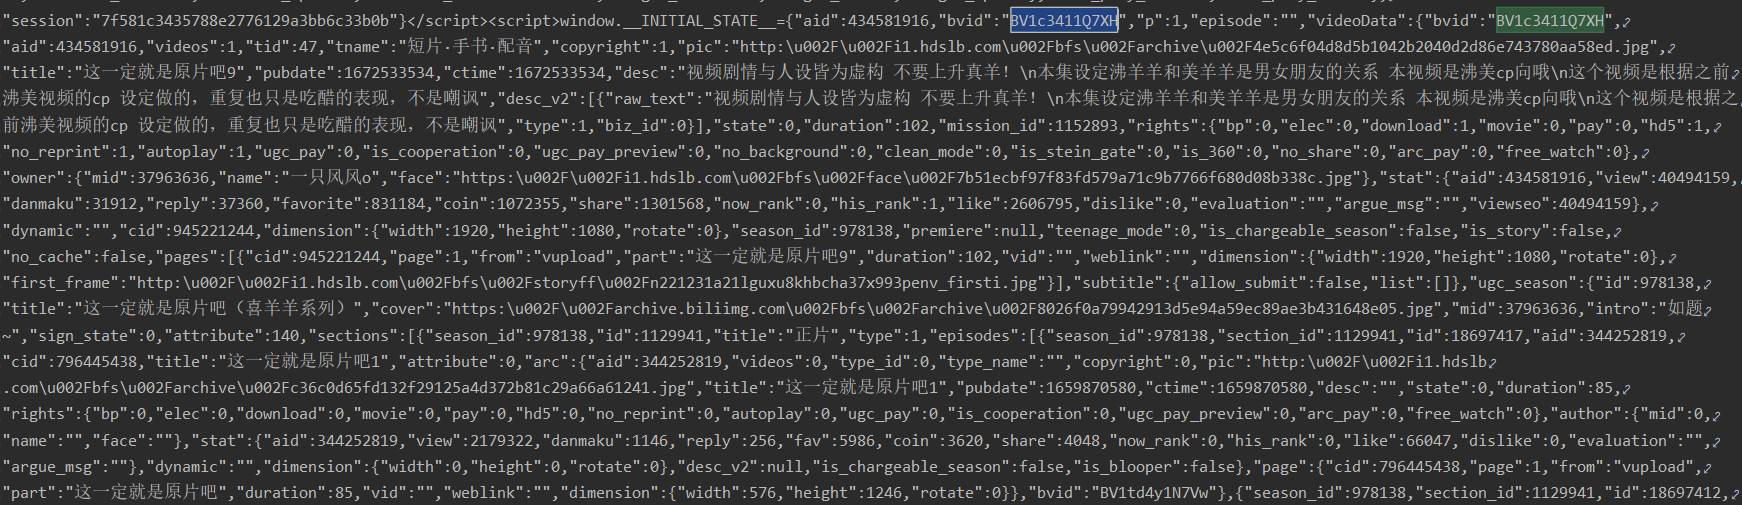 "session":"7f581c3435788e2776129a3bb6c33b0b"}</script><script>window.__INITIAL_STATE__={"aid":434581916,"bvid":"BV1c3411Q7XH","p":1,"episode":"","videoData":{"bvid":"BV1c3411Q7XH",
"aid":434581916,"videos":1,"tid":47,"tname":"短片·手书·配音","copyright":1,"pic":"http:\u002F\u002Fi1.hdslb.com\u002Fbfs\u002Farchive\u002F4e5c6f04d8d5b1042b2040d2d86e743780aa58ed.jpg",
"title":"这一定就是原片吧9","pubdate":1672533534,"ctime":1672533534,"desc":"视频剧情与人设皆为虚构 不要上升真羊！\n本集设定沸羊羊和美羊羊是男女朋友的关系 本视频是沸美cp向哦\n这个视频是根据之前
沸美视频的cp 设定做的，重复也只是吃醋的表现，不是嘲讽","desc_v2":[{"raw_text":"视频剧情与人设皆为虚构 不要上升真羊！\n本集设定沸羊羊和美羊羊是男女朋友的关系 本视频是沸美cp向哦\n这个视频是根据之
前沸美视频的cp 设定做的，重复也只是吃醋的表现，不是嘲讽","type":1,"biz_id":0}],"state":0,"duration":102,"mission_id":1152893,"rights":{"bp":0,"elec":0,"download":1,"movie":0,"pay":0,"hd5":1,
"no_reprint":1,"autoplay":1,"ugc_pay":0,"is_cooperation":0,"ugc_pay_preview":0,"no_background":0,"clean_mode":0,"is_stein_gate":0,"is_360":0,"no_share":0,"arc_pay":0,"free_watch":0},
"owner":{"mid":37963636,"name":"一只风风o","face":"https:\u002F\u002Fi1.hdslb.com\u002Fbfs\u002Fface\u002F7b51ecbf97f83fd579a71c9b7766f680d08b338c.jpg"},"stat":{"aid":434581916,"view":40494159,
"danmaku":31912,"reply":37360,"favorite":831184,"coin":1072355,"share":1301568,"now_rank":0,"his_rank":1,"like":2606795,"dislike":0,"evaluation":"","argue_msg":"","viewseo":40494159},
"dynamic":"","cid":945221244,"dimension":{"width":1920,"height":1080,"rotate":0},"season_id":978138,"premiere":null,"teenage_mode":0,"is_chargeable_season":false,"is_story":false,
"no_cache":false,"pages":[{"cid":945221244,"page":1,"from":"vupload","part":"这一定就是原片吧9","duration":102,"vid":"","weblink":"","dimension":{"width":1920,"height":1080,"rotate":0},
"first_frame":"http:\u002F\u002Fi1.hdslb.com\u002Fbfs\u002Fstoryff\u002Fn221231a21lguxu8khbcha37x993penv_firsti.jpg"}],"subtitle":{"allow_submit":false,"list":[]},"ugc_season":{"id":978138,
"title":"这一定就是原片吧（喜羊羊系列）","cover":"https:\u002F\u002Farchive.biliimg.com\u002Fbfs\u002Farchive\u002F8026f0a79942913d5e94a59ec89ae3b431648e05.jpg","mid":37963636,"intro":"如题
~","sign_state":0,"attribute":140,"sections":[{"season_id":978138,"id":1129941,"title":"正片","type":1,"episodes":[{"season_id":978138,"section_id":1129941,"id":18697417,"aid":344252819,
"cid":796445438,"title":"这一定就是原片吧1","attribute":0,"arc":{"aid":344252819,"videos":0,"type_id":0,"type_name":"","copyright":0,"pic":"http:\u002F\u002Fi1.hdslb
.com\u002Fbfs\u002Farchive\u002Fc36c0d65fd132f29125a4d372b81c29a66a61241.jpg","title":"这一定就是原片吧1","pubdate":1659870580,"ctime":1659870580,"desc":"","state":0,"duration":85,
"rights":{"bp":0,"elec":0,"download":0,"movie":0,"pay":0,"hd5":0,"no_reprint":0,"autoplay":0,"ugc_pay":0,"is_cooperation":0,"ugc_pay_preview":0,"arc_pay":0,"free_watch":0},"author":{"mid":0,
"name":"","face":""},"stat":{"aid":344252819,"view":2179322,"danmaku":1146,"reply":256,"fav":5986,"coin":3620,"share":4048,"now_rank":0,"his_rank":0,"like":66047,"dislike":0,"evaluation":"",
"argue_msg":""},"dynamic":"","dimension":{"width":0,"height":0,"rotate":0},"desc_v2":null,"is_chargeable_season":false,"is_blooper":false},"page":{"cid":796445438,"page":1,"from":"vupload",
"part":"这一定就是原片吧","duration":85,"vid":"","weblink":"","dimension":{"width":576,"height":1246,"rotate":0}},"bvid":"BV1td4y1N7Vw"},{"season_id":978138,"section_id":1129941,"id":18697412,